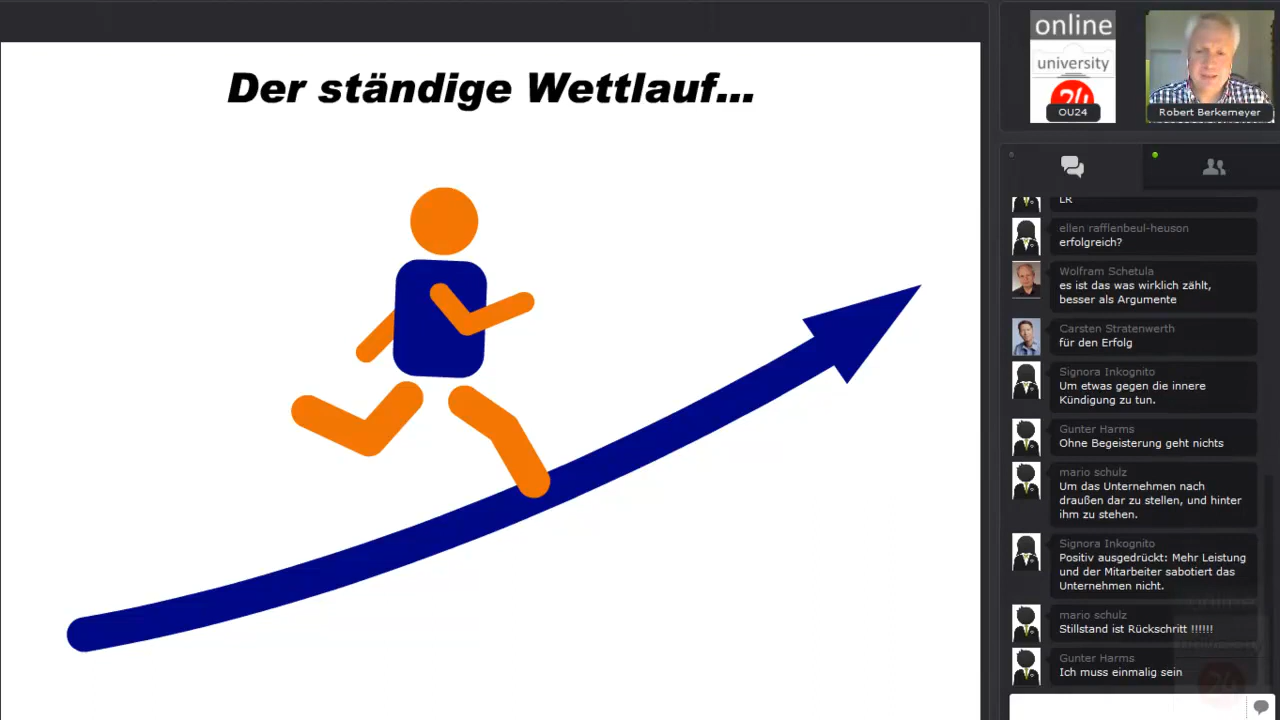 Der ständige Wettlauf...
online
university
24
OU24
Robert Berkemeyer
LR
ellen rafflenbeul-heuson
erfolgreich?
Wolfram Schetula
es ist das was wirklich zählt,
besser als Argumente
Carsten Stratenwerth
für den Erfolg
Signora Inkognito
Um etwas gegen die innere
Kündigung zu tun.
Gunter Harms
Ohne Begeisterung geht nichts
mario schulz
Um das Unternehmen nach
draußen dar zu stellen, und hinter
ihm zu stehen.
Signora Inkognito
Positiv ausgedrückt: Mehr Leistung
und der Mitarbeiter sabotiert das
Unternehmen nicht.
mario schulz
Stillstand ist Rückschritt !!!!!!
Gunter Harms
Ich muss einmalig sein
online
university
24